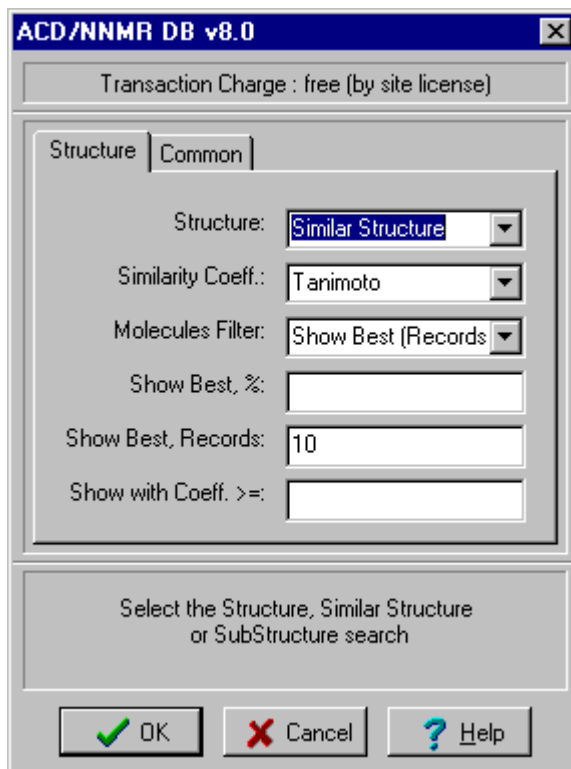 ACD/NNMR DB v8.0
Transaction Charge : free (by site license)
Structure Common
Structure: Similar Structure
Similarity Coeff.: Tanimoto
Molecules Filter: Show Best (Records
Show Best, %:
Show Best, Records: 10
Show with Coeff. >=:
Select the Structure, Similar Structure
or SubStructure search
OK Cancel Help